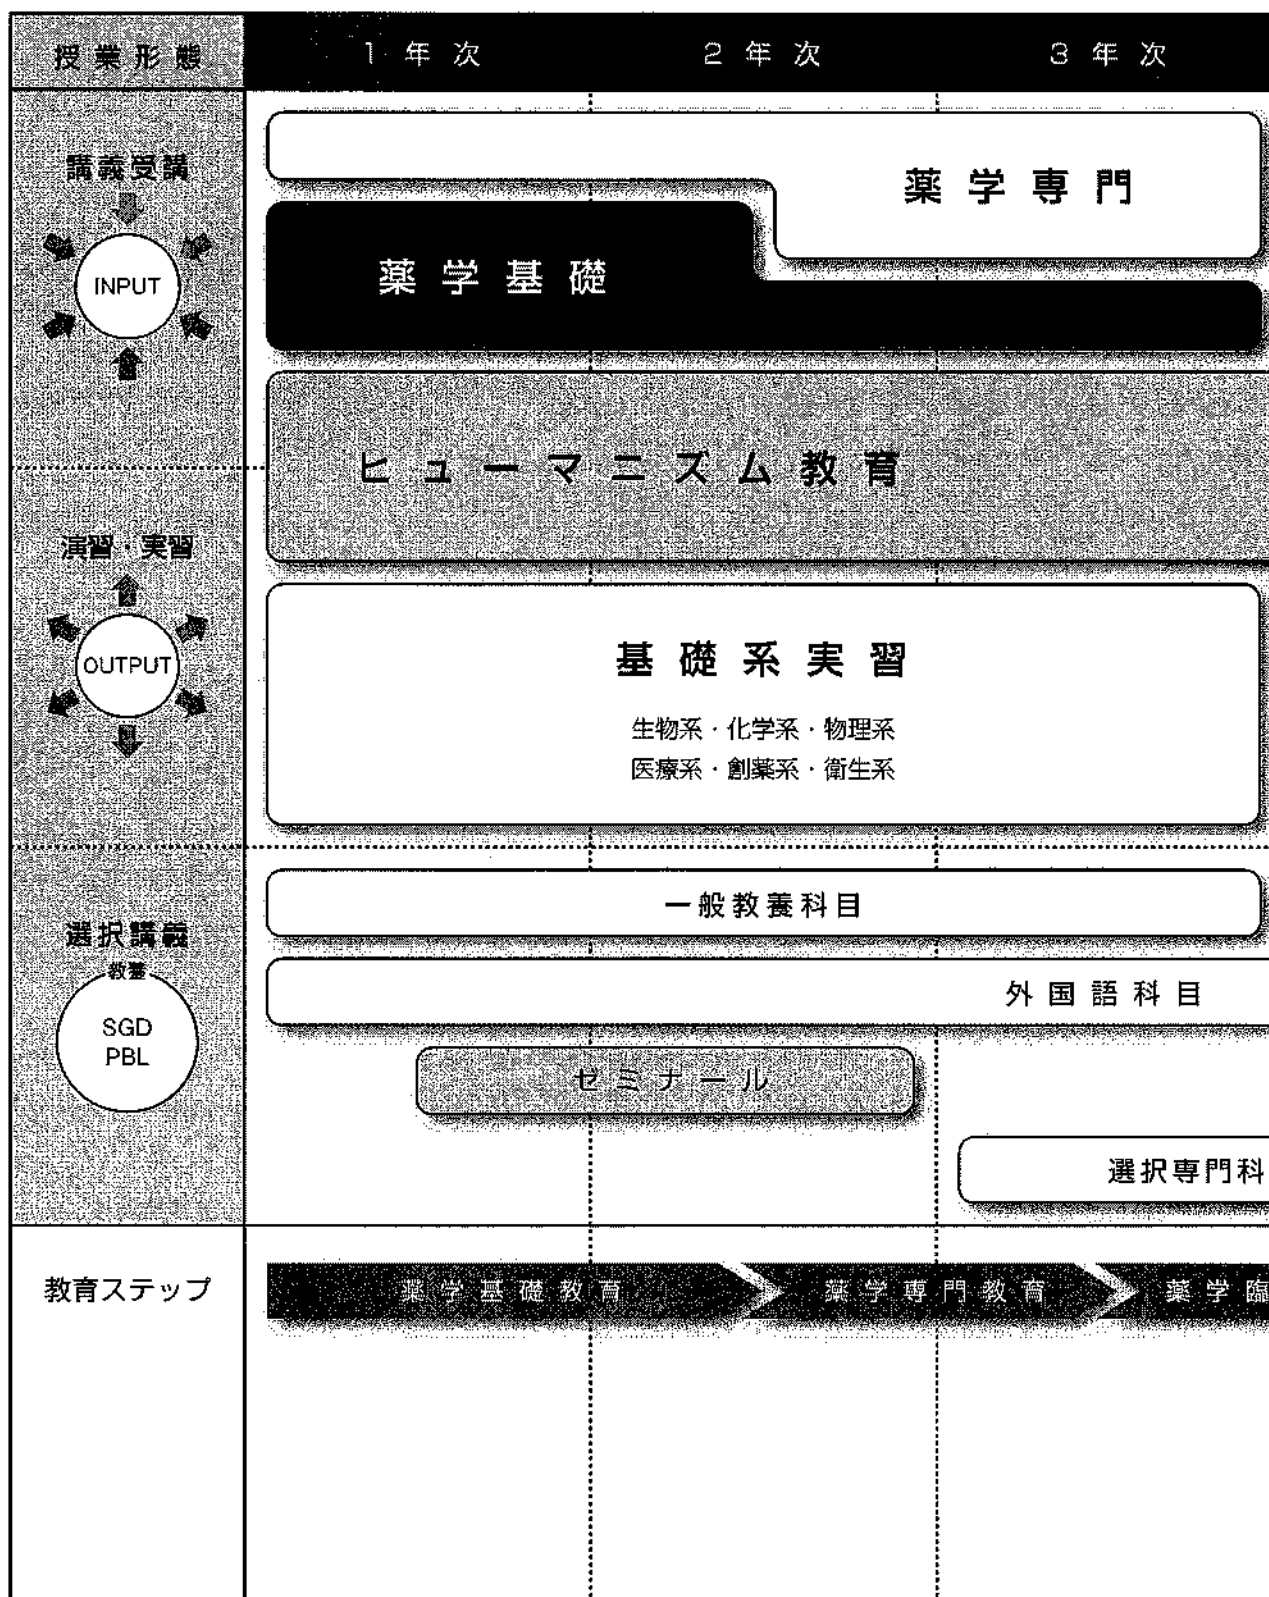 授業形態
1年次
2年次
3年次
講義受講
INPUT
薬学専門
薬学基礎
ヒューマニズム教育
演習・実習
OUTPUT
基礎系実習
生物系・化学系・物理系
医療系・創薬系・衛生系
選択講義
教養
SGD
PBL
一般教養科目
外国語科目
ゼミナール
選択専門科
教育ステップ
薬学基礎教育
薬学専門教育
薬学臨